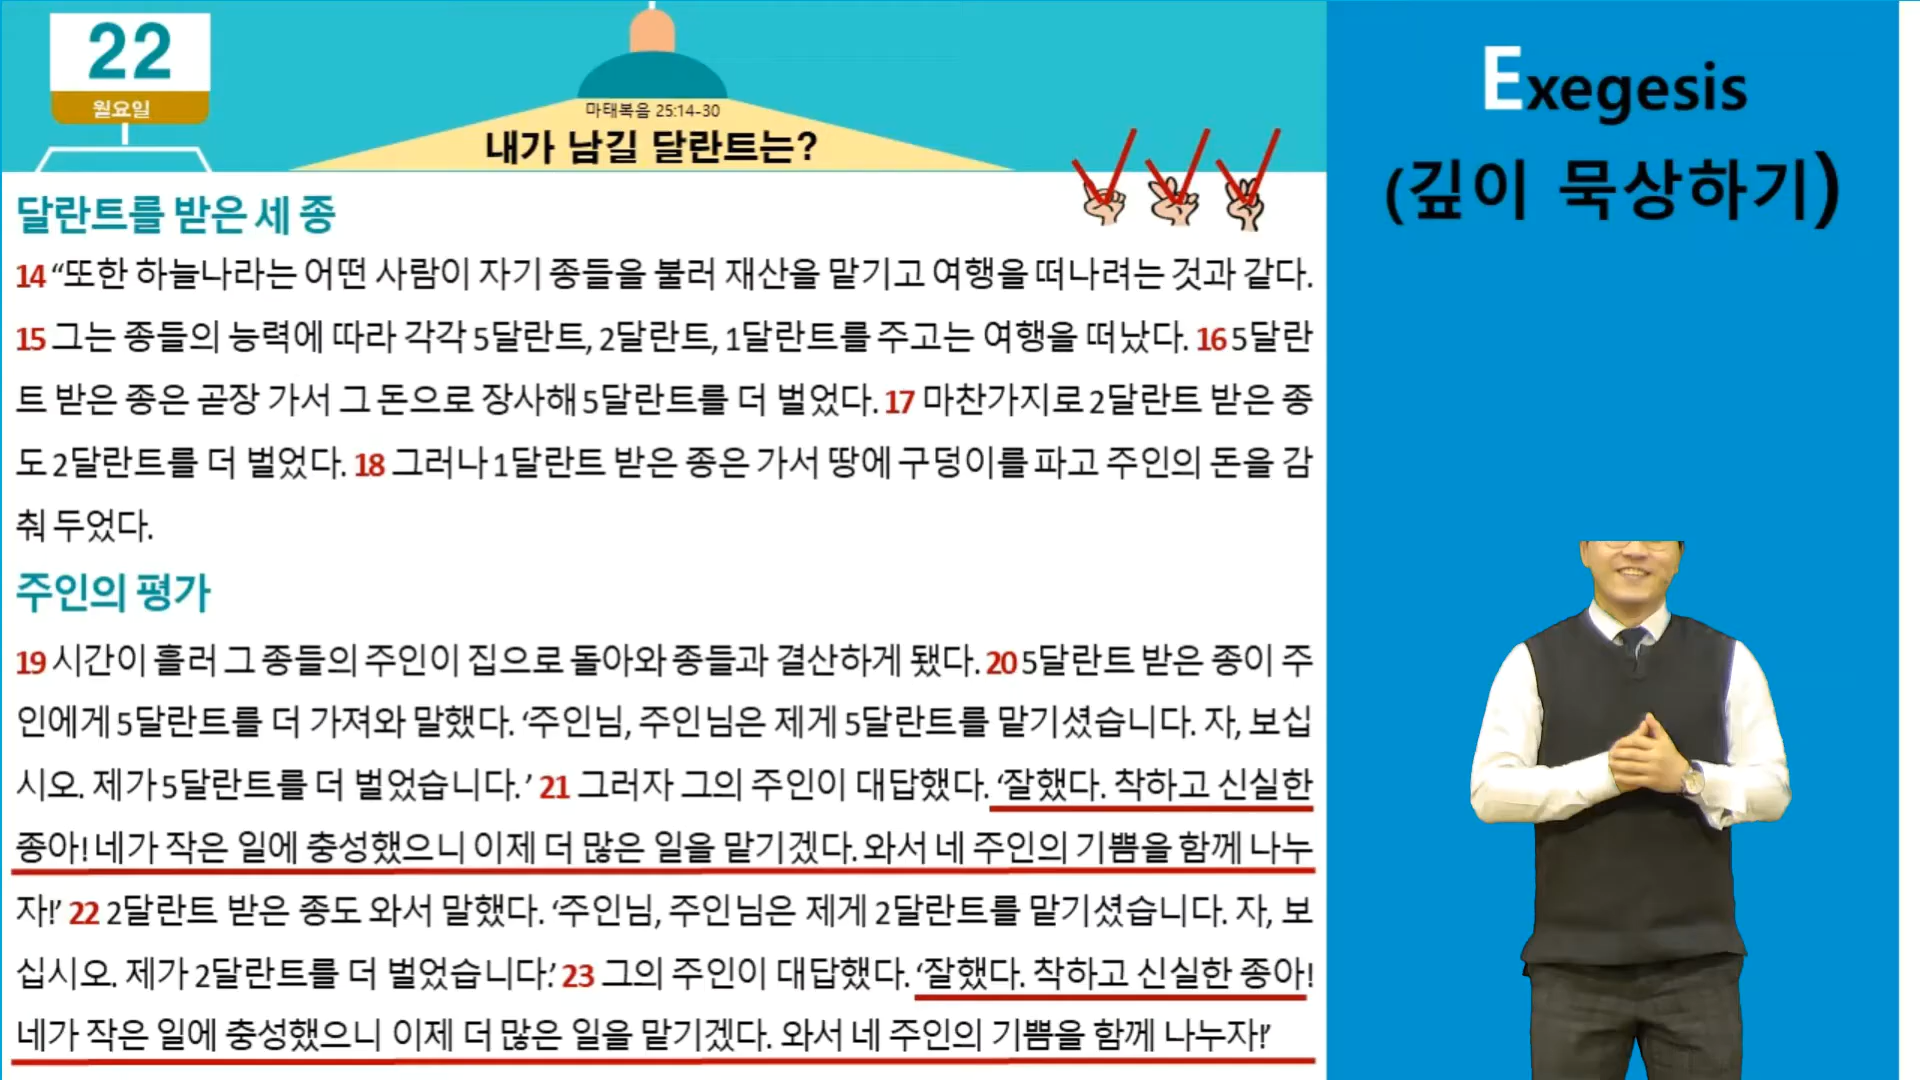 22
월요일
마태복음 25:14-30
내가 남길 달란트는?
달란트를 받은 세 종
14 “또한 하늘나라는 어떤 사람이 자기 종들을 불러 재산을 맡기고 여행을 떠나려는 것과 같다.
15 그는 종들의 능력에 따라 각각 5달란트, 2달란트, 1달란트를 주고는 여행을 떠났다. 16 5달란
트 받은 종은 곧장 가서 그 돈으로 장사해 5달란트를 더 벌었다. 17 마찬가지로 2달란트 받은 종
도 2달란트를 더 벌었다. 18 그러나 1달란트 받은 종은 가서 땅에 구덩이를 파고 주인의 돈을 감
춰 두었다.
주인의 평가
19 시간이 흘러 그 종들의 주인이 집으로 돌아와 종들과 결산하게 됐다. 20 5달란트 받은 종이 주
인에게 5달란트를 더 가져와 말했다. ‘주인님, 주인님은 제게 5달란트를 맡기셨습니다. 자, 보십
시오. 제가 5달란트를 더 벌었습니다.’ 21 그러자 그의 주인이 대답했다. ‘잘했다. 착하고 신실한
종아! 네가 작은 일에 충성했으니 이제 더 많은 일을 맡기겠다. 와서 네 주인의 기쁨을 함께 나누
자!’ 22 2달란트 받은 종도 와서 말했다. ‘주인님, 주인님은 제게 2달란트를 맡기셨습니다. 자, 보
십시오. 제가 2달란트를 더 벌었습니다.’ 23 그의 주인이 대답했다. ‘잘했다. 착하고 신실한 종아!
네가 작은 일에 충성했으니 이제 더 많은 일을 맡기겠다. 와서 네 주인의 기쁨을 함께 나누자!’
Exegesis
(깊이 묵상하기)